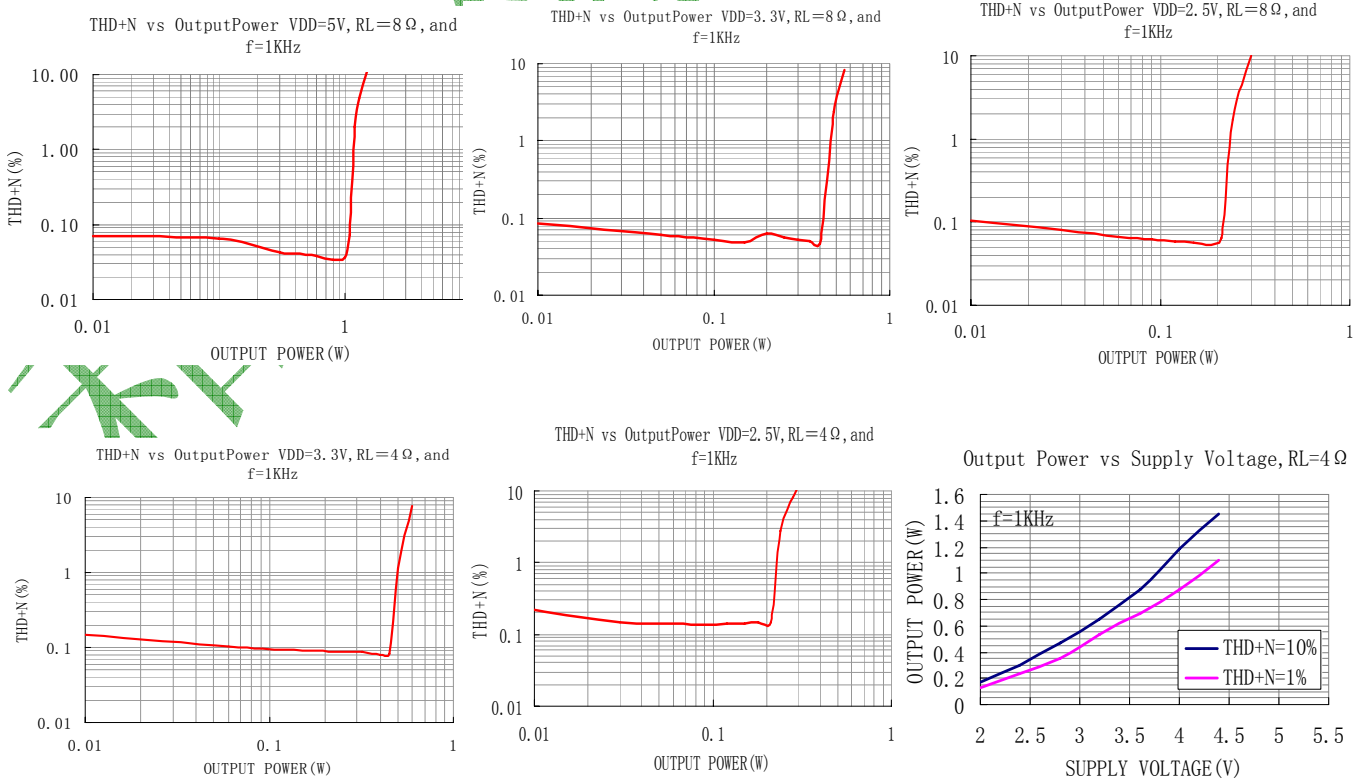 THD+N vs OutputPower VDD=5V,RL=8Ω,and
f=1KHz
10.00
1.00
0.10
0.01
THD+N(%)
0.01
1
OUTPUT POWER(W)
THD+N vs OutputPower VDD=3.3V,RL=8Ω,and
f=1KHz
10
1
0.1
0.01
THD+N(%)
0.01
0.1
1
OUTPUT POWER(W)
THD+N vs OutputPower VDD=2.5V,RL=8Ω,and
f=1KHz
10
1
0.1
0.01
THD+N(%)
0.01
0.1
1
OUTPUT POWER(W)
THD+N vs OutputPower VDD=3.3V,RL=4Ω,and
f=1KHz
10
1
0.1
0.01
THD+N(%)
0.01
0.1
1
OUTPUT POWER(W)
THD+N vs OutputPower VDD=2.5V,RL=4Ω,and
f=1KHz
10
1
0.1
0.01
THD+N(%)
0.01
0.1
1
OUTPUT POWER(W)
Output Power vs Supply Voltage,RL=4Ω
f=1KHz
1.6
1.4
1.2
1
0.8
0.6
0.4
0.2
0
OUTPUT POWER(W)
THD+N=10%
THD+N=1%
2
2.5
3
3.5
4
4.5
5
5.5
SUPPLY VOLTAGE(V)